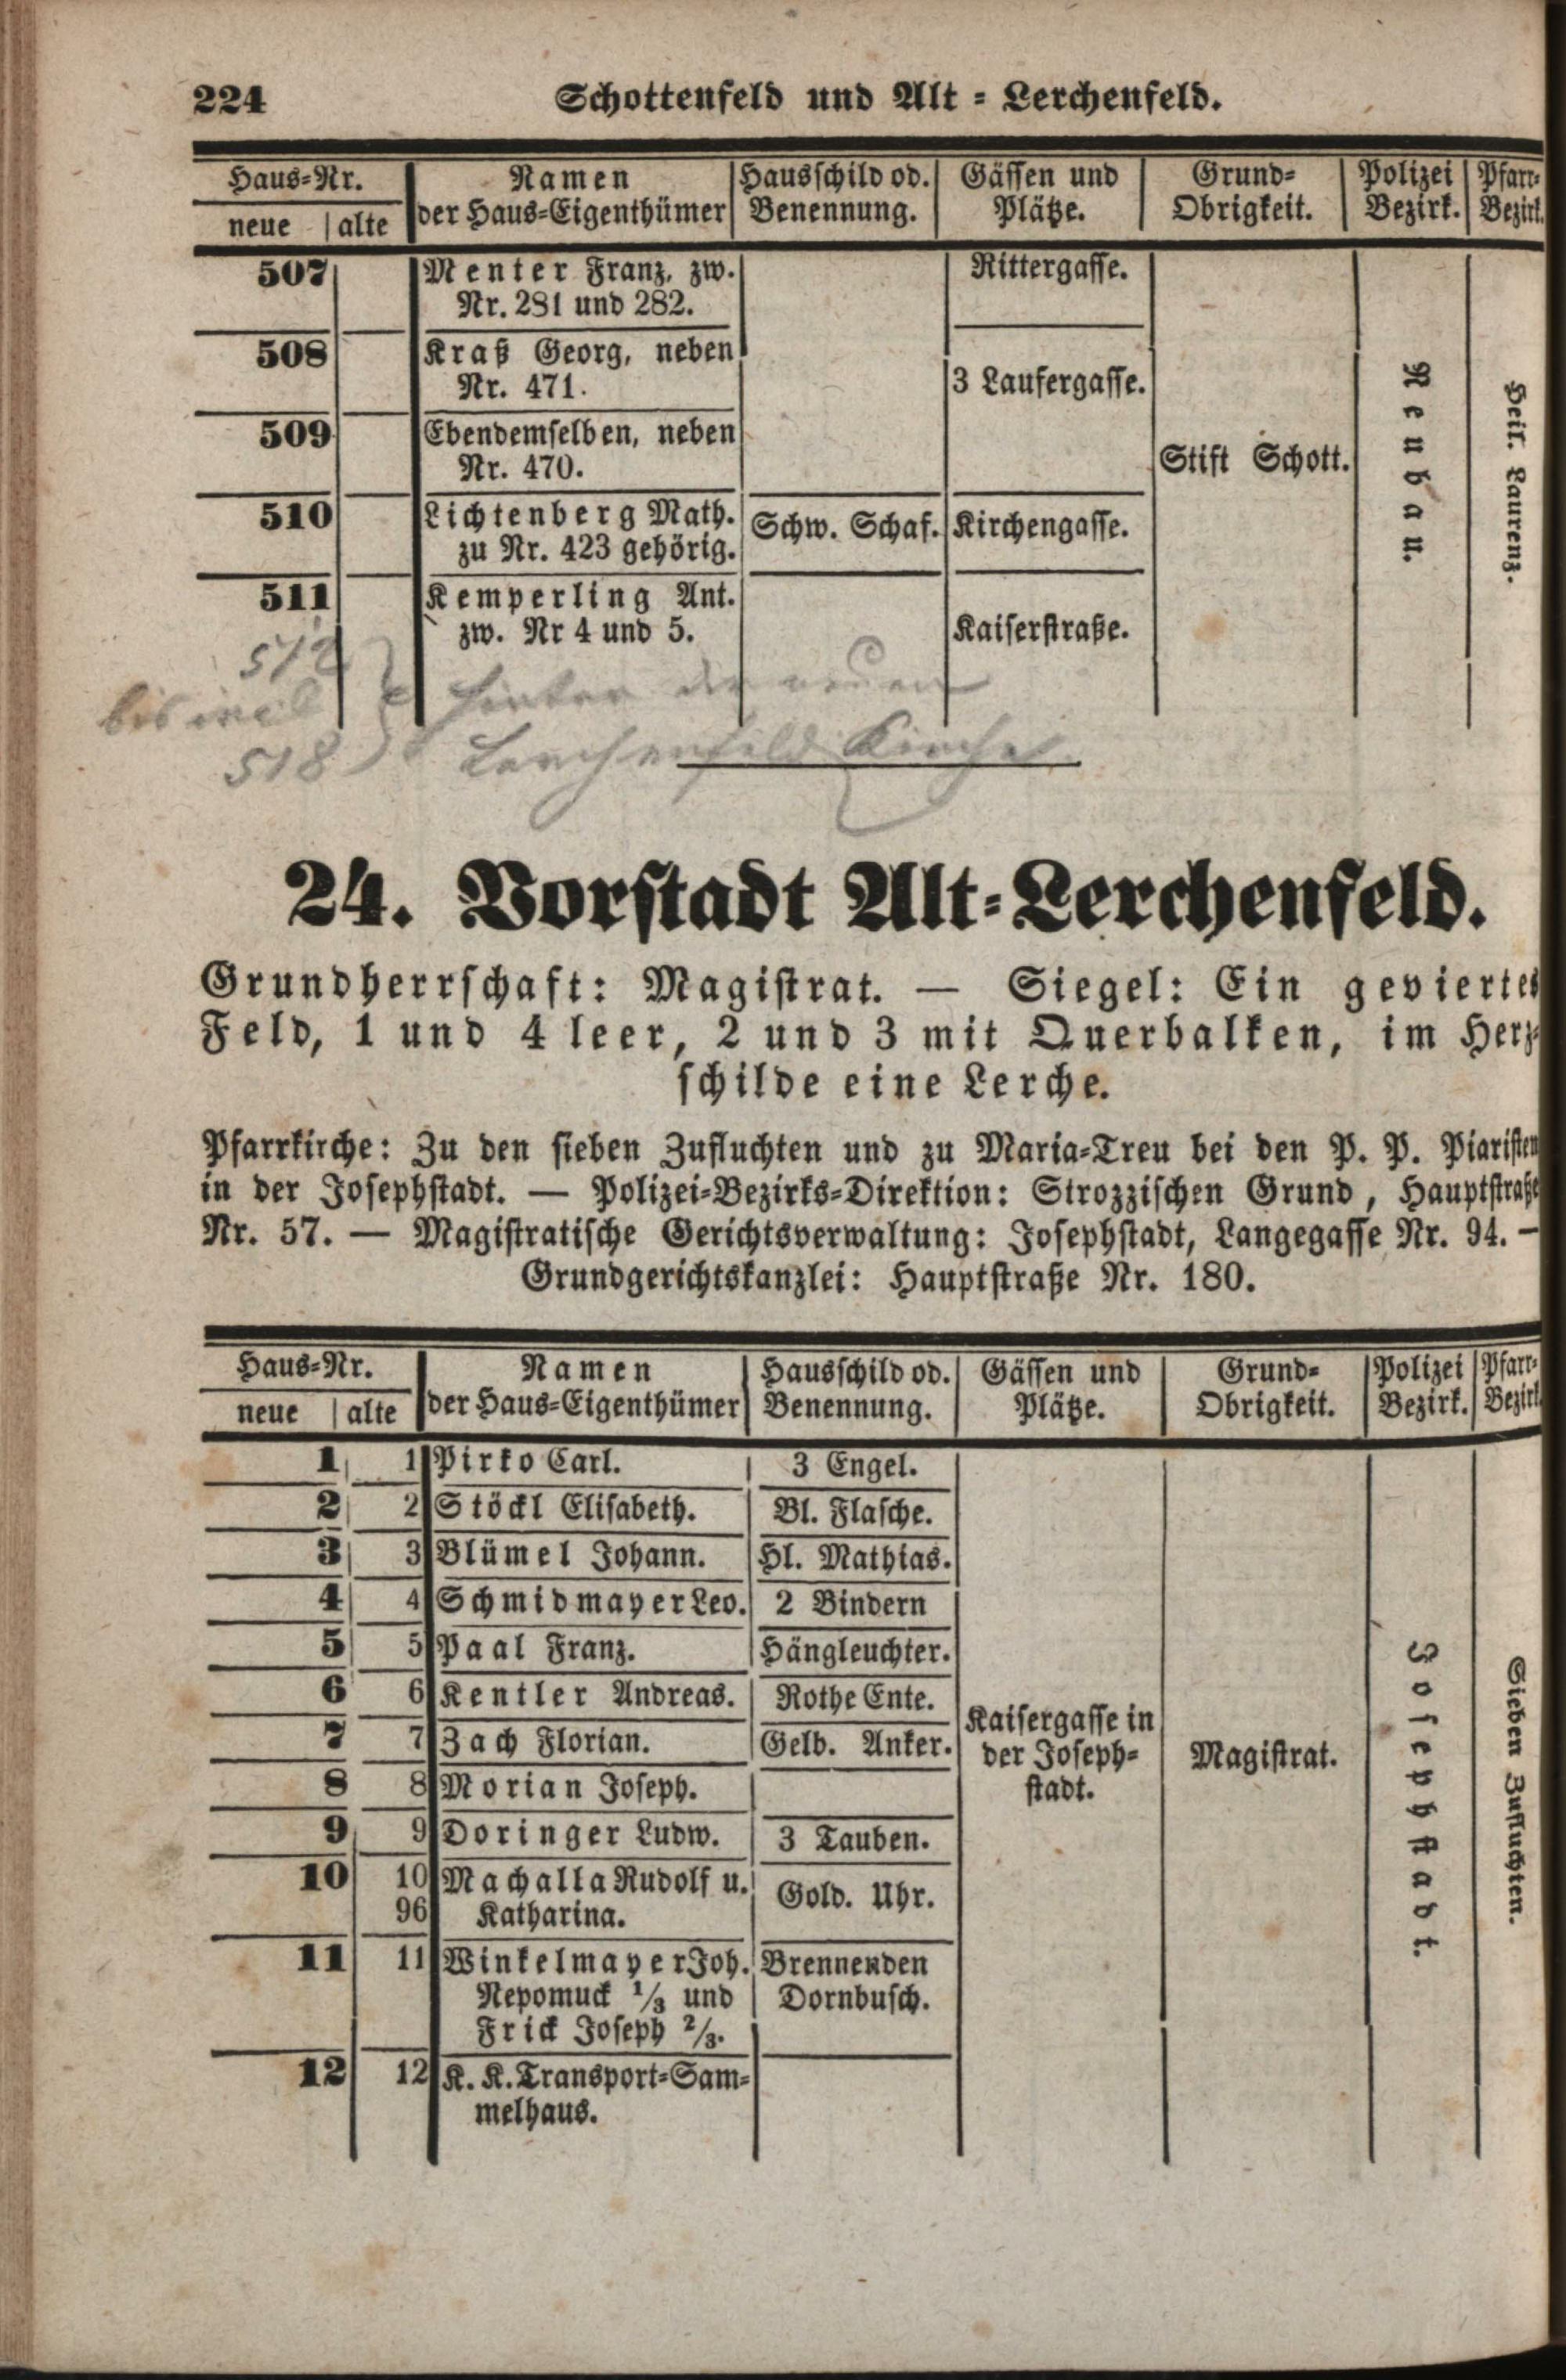 224 Schottenfeld und Alt-Lerchenfeld.
Haus-Nr. Namen Hausschild od. Gässen und Grund- Polizei Pfarr-
neue alte der Haus-Eigenthümer Benennung. Plätze. Obrigkeit. Bezirk. Bezirk.
507 Menter Franz, zw. Rittergasse.
Nr. 281 und 282.
508 Kraß Georg, neben
Nr. 471. 3 Laufergasse.
509 Ebendemselben, neben
Nr. 470. Stift Schott. Neubau. Heil. Laurenz.
510 Lichtenberg Math. Schw. Schaf. Kirchengasse.
zu Nr. 423 gehörig.
511 Kemperling Ant.
zw. Nr 4 und 5. Kaiserstraße.
512 hinter der neuen
bis incl
518 Lerchenfeld Kirche
24. Vorstadt Alt-Lerchenfeld.
Grundherrschaft: Magistrat. — Siegel: Ein geviertes
Feld, 1 und 4 leer, 2 und 3 mit Querbalken, im Herz-
schilde eine Lerche.
Pfarrkirche: Zu den sieben Zufluchten und zu Maria-Treu bei den P. P. Piaristen
in der Josephstadt. — Polizei-Bezirks-Direktion: Strozzischen Grund, Hauptstraße
Nr. 57. — Magistratische Gerichtsverwaltung: Josephstadt, Langegasse Nr. 94. —
Grundgerichtskanzlei: Hauptstraße Nr. 180.
Haus-Nr. Namen Hausschild od. Gässen und Grund- Polizei Pfarr-
neue alte der Haus-Eigenthümer Benennung. Plätze. Obrigkeit. Bezirk. Bezirk.
1 1 Pirko Carl. 3 Engel.
2 2 Stöckl Elisabeth. Bl. Flasche.
3 3 Blümel Johann. Hl. Mathias.
4 4 Schmidmayer Leo. 2 Bindern
5 5 Paal Franz. Hängleuchter.
6 6 Kentler Andreas. Rothe Ente.
7 7 Zach Florian. Gelb. Anker. Kaisergasse in
der Joseph- Magistrat. Josephstadt. Sieben Zufluchten.
8 8 Morian Joseph. stadt.
9 9 Doringer Ludw. 3 Tauben.
10 10 Machalla Rudolf u. Gold. Uhr.
96 Katharina.
11 11 Winkelmayer Joh. Brennenden
Nepomuck 1/3 und Dornbusch.
Frick Joseph 2/3.
12 12 K. K. Transport-Sam-
melhaus.